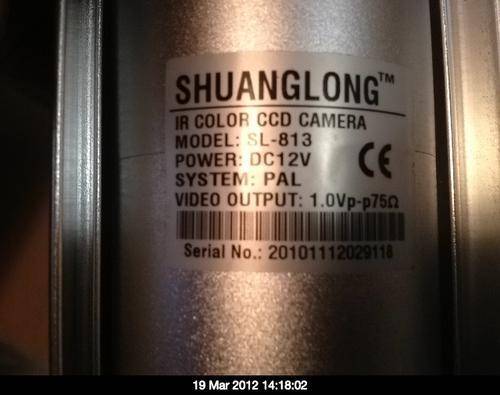 SHUANGLONG™
IR COLOR CCD CAMERA
MODEL: SL-813
POWER: DC12V
CE
SYSTEM: PAL
VIDEO OUTPUT: 1.0Vp-p75Ω
Serial No.: 20101112029118
19 Mar 2012 14:18:02